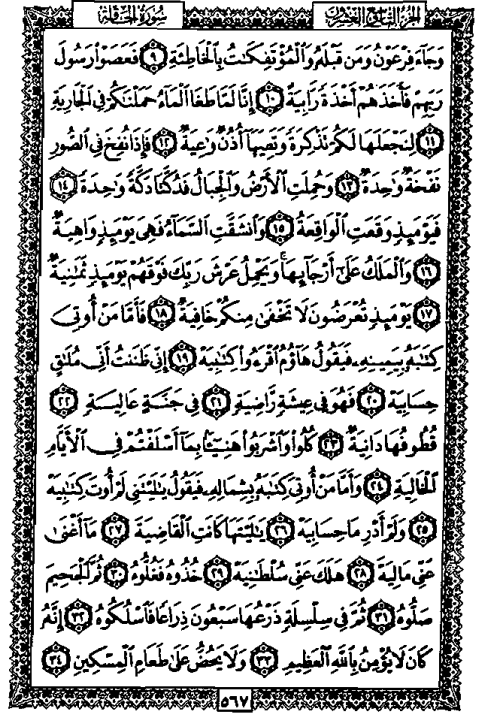 الجزء التاسع والعشرون
سورة الحاقة
وَجَآءَ فِرْعَوْنُ وَمَن قَبْلَهُۥ وَٱلْمُؤْتَفِكَٰتُ بِٱلْخَاطِئَةِ ٩ فَعَصَوْا۟ رَسُولَ
رَبِّهِمْ فَأَخَذَهُمْ أَخْذَةً رَّابِيَةً ١٠ إِنَّا لَمَّا طَغَا ٱلْمَآءُ حَمَلْنَٰكُمْ فِى ٱلْجَارِيَةِ
١١ لِنَجْعَلَهَا لَكُمْ تَذْكِرَةً وَتَعِيَهَآ أُذُنٌ وَٰعِيَةٌ ١٢ فَإِذَا نُفِخَ فِى ٱلصُّورِ
نَفْخَةٌ وَٰحِدَةٌ ١٣ وَحُمِلَتِ ٱلْأَرْضُ وَٱلْجِبَالُ فَدُكَّتَا دَكَّةً وَٰحِدَةً ١٤
فَيَوْمَئِذٍ وَقَعَتِ ٱلْوَاقِعَةُ ١٥ وَٱنشَقَّتِ ٱلسَّمَآءُ فَهِىَ يَوْمَئِذٍ وَاهِيَةٌ
١٦ وَٱلْمَلَكُ عَلَىٰٓ أَرْجَآئِهَا ۚ وَيَحْمِلُ عَرْشَ رَبِّكَ فَوْقَهُمْ يَوْمَئِذٍ ثَمَٰنِيَةٌ
١٧ يَوْمَئِذٍ تُعْرَضُونَ لَا تَخْفَىٰ مِنكُمْ خَافِيَةٌ ١٨ فَأَمَّا مَنْ أُوتِىَ
كِتَٰبَهُۥ بِيَمِينِهِۦ فَيَقُولُ هَآؤُمُ ٱقْرَءُوا۟ كِتَٰبِيَهْ ١٩ إِنِّى ظَنَنتُ أَنِّى مُلَٰقٍ
حِسَابِيَهْ ٢٠ فَهُوَ فِى عِيشَةٍ رَّاضِيَةٍ ٢١ فِى جَنَّةٍ عَالِيَةٍ ٢٢
قُطُوفُهَا دَانِيَةٌ ٢٣ كُلُوا۟ وَٱشْرَبُوا۟ هَنِيٓـًٔۢا بِمَآ أَسْلَفْتُمْ فِى ٱلْأَيَّامِ
ٱلْخَالِيَةِ ٢٤ وَأَمَّا مَنْ أُوتِىَ كِتَٰبَهُۥ بِشِمَالِهِۦ فَيَقُولُ يَٰلَيْتَنِى لَمْ أُوتَ كِتَٰبِيَهْ
٢٥ وَلَمْ أَدْرِ مَا حِسَابِيَهْ ٢٦ يَٰلَيْتَهَا كَانَتِ ٱلْقَاضِيَةَ ٢٧ مَآ أَغْنَىٰ
عَنِّى مَالِيَهْ ٢٨ هَلَكَ عَنِّى سُلْطَٰنِيَهْ ٢٩ خُذُوهُ فَغُلُّوهُ ٣٠ ثُمَّ ٱلْجَحِيمَ
صَلُّوهُ ٣١ ثُمَّ فِى سِلْسِلَةٍ ذَرْعُهَا سَبْعُونَ ذِرَاعًا فَٱسْلُكُوهُ ٣٢ إِنَّهُۥ
كَانَ لَا يُؤْمِنُ بِٱللَّهِ ٱلْعَظِيمِ ٣٣ وَلَا يَحُضُّ عَلَىٰ طَعَامِ ٱلْمِسْكِينِ ٣٤
٥٦٧